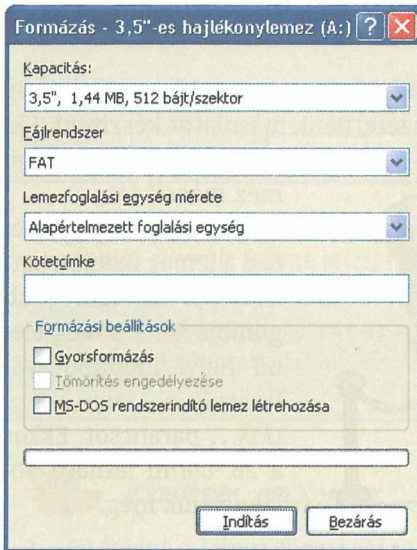 Formázás - 3,5"-es hajlékonylemez (A:)
Kapacitás:
3,5", 1,44 MB, 512 bájt/szektor
Fájlrendszer
FAT
Lemezfoglalási egység mérete
Alapértelmezett foglalási egység
Kötetcímke
Formázási beállítások
Gyorsformázás
Tömörítés engedélyezése
MS-DOS rendszerindító lemez létrehozása
Indítás
Bezárás